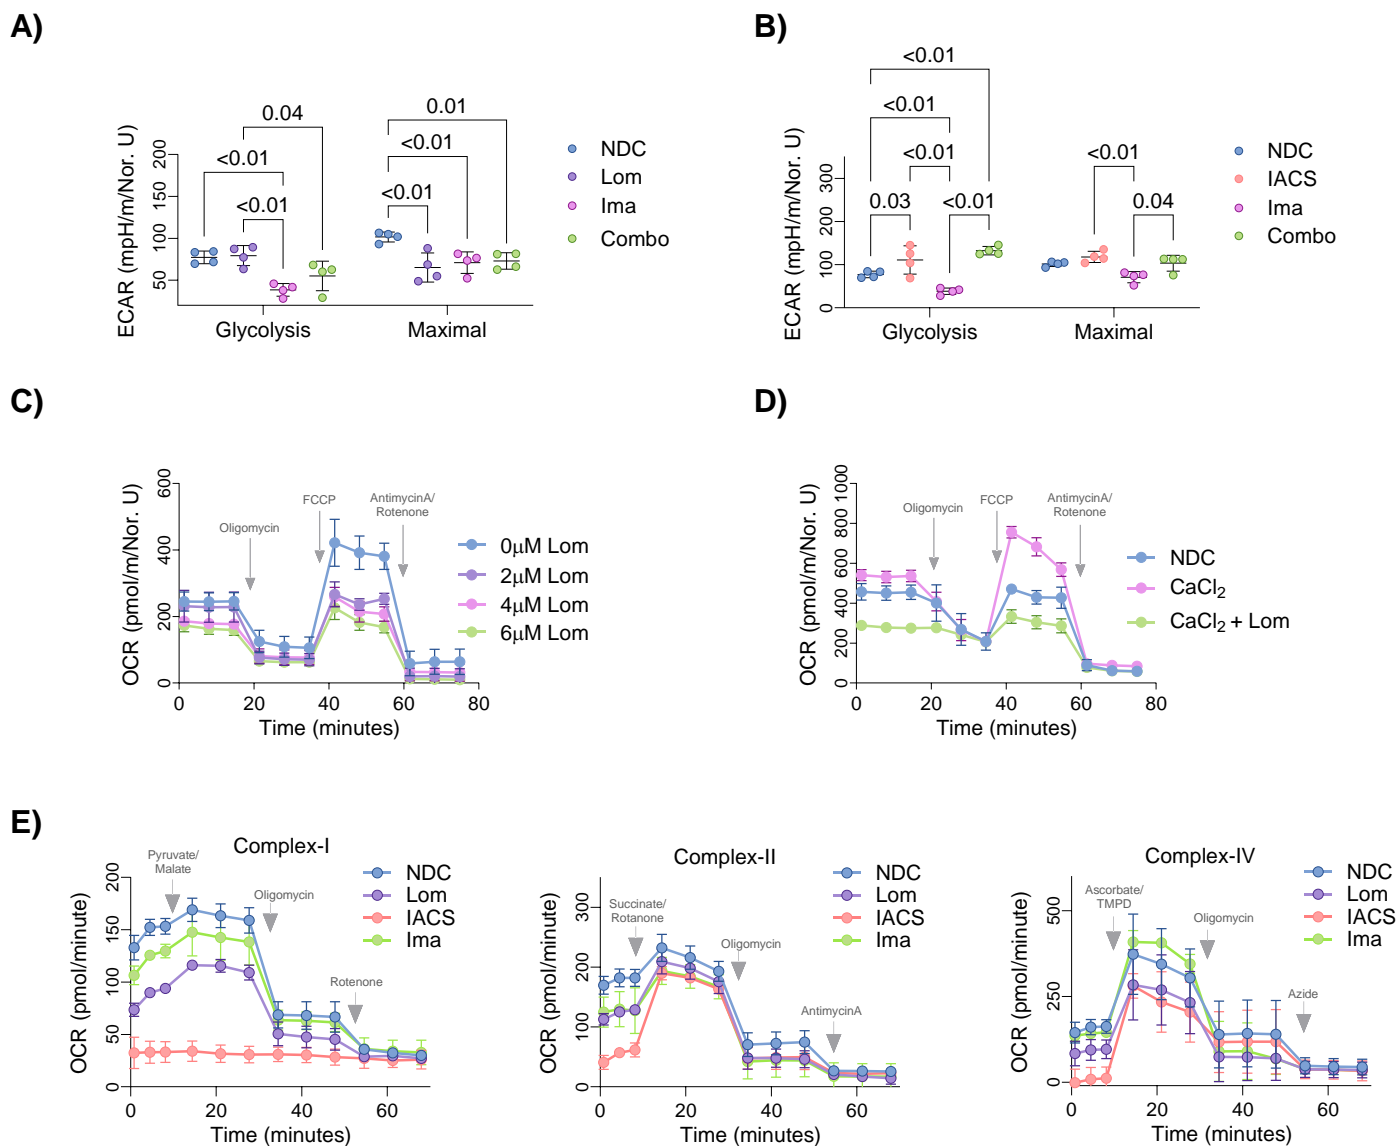 A)
B)
<0.01
<0.01
0.04
0.01
<0.01
<0.01
<0.01
<0.01
<0.01
<0.01
0.03
<0.01
0.04
ECAR (mpH/m/Nor. U)
200
150
100
50
Glycolysis
Maximal
NDC
Lom
Ima
Combo
ECAR (mpH/m/Nor. U)
300
200
100
0
Glycolysis
Maximal
NDC
IACS
Ima
Combo
C)
D)
OCR (pmol/m/Nor. U)
600
400
200
0
0
20
40
60
80
Time (minutes)
Oligomycin
FCCP
AntimycinA/
Rotenone
0μM Lom
2μM Lom
4μM Lom
6μM Lom
OCR (pmol/m/Nor. U)
1000
800
600
400
200
0
0
20
40
60
80
Time (minutes)
Oligomycin
FCCP
AntimycinA/
Rotenone
NDC
CaCl2
CaCl2 + Lom
E)
Complex-I
OCR (pmol/minute)
200
150
100
50
0
0
20
40
60
Time (minutes)
Pyruvate/
Malate
Oligomycin
Rotenone
NDC
Lom
IACS
Ima
Complex-II
OCR (pmol/minute)
300
200
100
0
0
20
40
60
Time (minutes)
Succinate/
Rotanone
Oligomycin
AntimycinA
NDC
Lom
IACS
Ima
Complex-IV
OCR (pmol/minute)
500
250
0
0
20
40
60
Time (minutes)
Ascorbate/
TMPD
Oligomycin
Azide
NDC
Lom
IACS
Ima